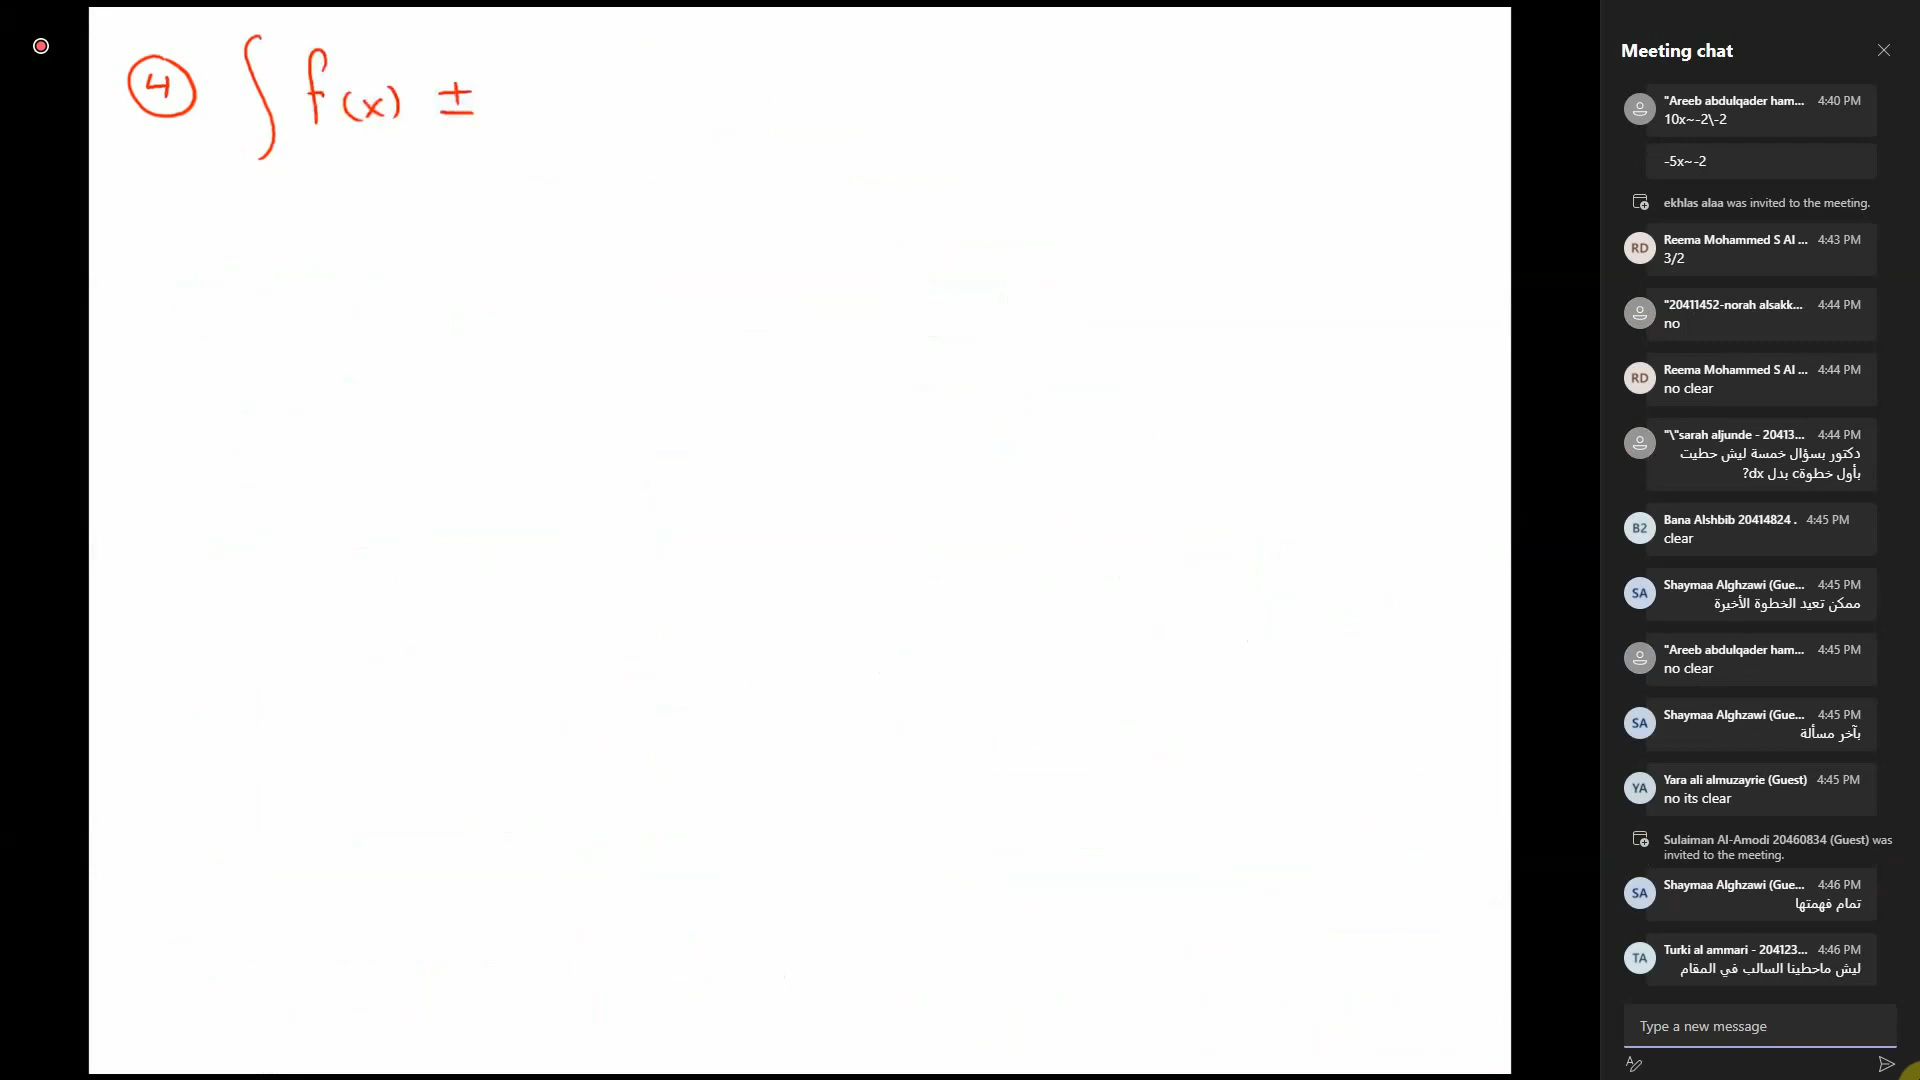 ④ ∫ f(x) ±
Meeting chat
"Areeb abdulqader ham... 4:40 PM
10x~-2\-2
-5x~-2
ekhlas alaa was invited to the meeting.
RD
Reema Mohammed S Al ... 4:43 PM
3/2
"20411452-norah alsakk... 4:44 PM
no
RD
Reema Mohammed S Al ... 4:44 PM
no clear
"\"sarah aljunde - 20413... 4:44 PM
دكتور بسؤال خمسة ليش حطيت
بأول خطوةc بدل dx?
B2
Bana Alshbib 20414824 . 4:45 PM
clear
SA
Shaymaa Alghzawi (Gue... 4:45 PM
ممكن تعيد الخطوة الأخيرة
"Areeb abdulqader ham... 4:45 PM
no clear
SA
Shaymaa Alghzawi (Gue... 4:45 PM
بآخر مسألة
YA
Yara ali almuzayrie (Guest) 4:45 PM
no its clear
Sulaiman Al-Amodi 20460834 (Guest) was
invited to the meeting.
SA
Shaymaa Alghzawi (Gue... 4:46 PM
تمام فهمتها
TA
Turki al ammari - 204123... 4:46 PM
ليش ماحطينا السالب في المقام
Type a new message